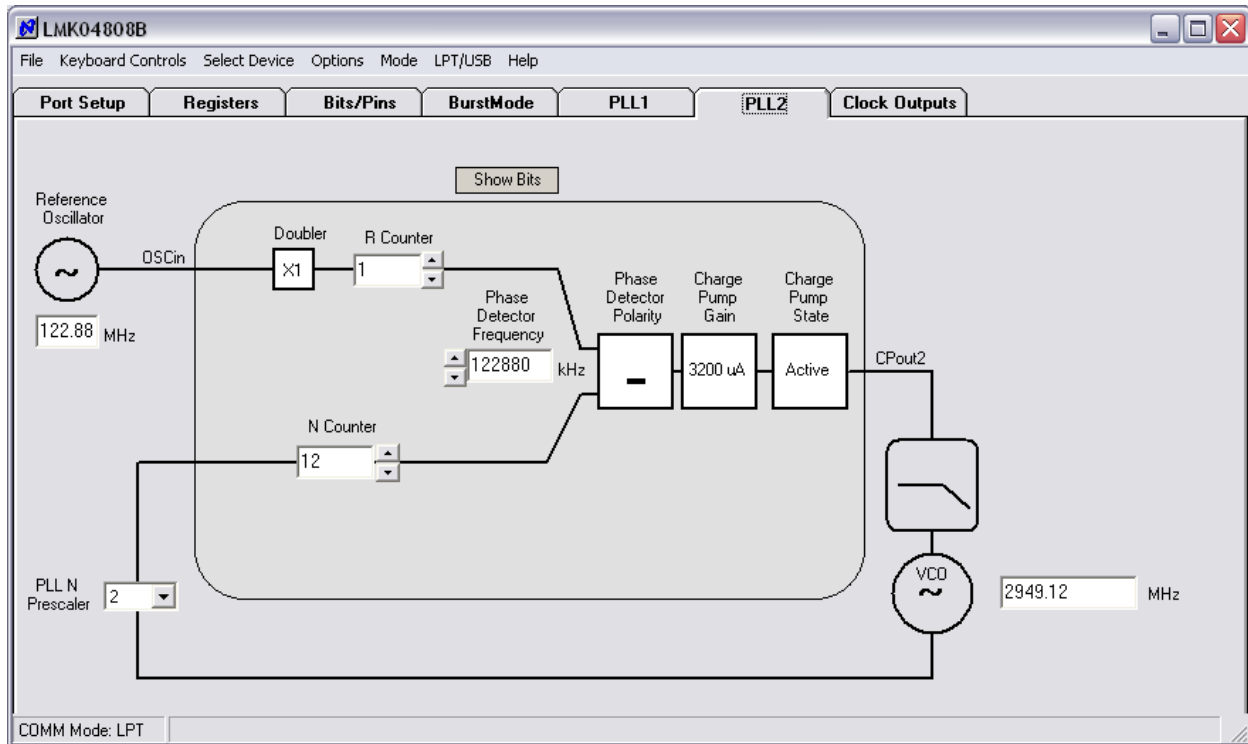 LMK04808B
File Keyboard Controls Select Device Options Mode LPT/USB Help
Port Setup Registers Bits/Pins BurstMode PLL1 PLL2 Clock Outputs
Show Bits
Reference
Oscillator
OSCin
122.88 MHz
Doubler
X1
R Counter
1
Phase
Detector
Frequency
122880 kHz
Phase
Detector
Polarity
-
Charge
Pump
Gain
3200 uA
Charge
Pump
State
Active
CPout2
N Counter
12
PLL N
Prescaler
2
VCO
~
2949.12 MHz
COMM Mode: LPT